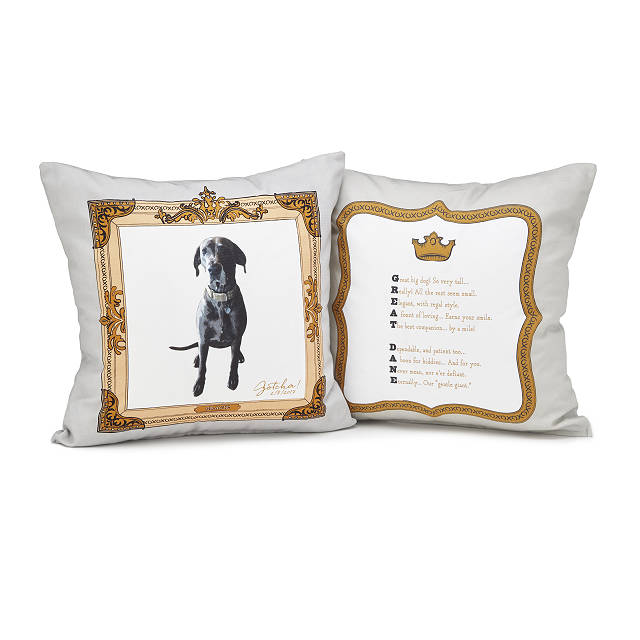 Gotcha!
Great big dog! So very tall...
Really! All the rest seem small.
Elegant, with regal style.
A fount of loving... Earns your smile.
The best companion... by a mile!
Dependable, and patient too...
A boon for kiddies... And for you.
Never mean, nor e'er defiant.
Eternally... Our "gentle giant."